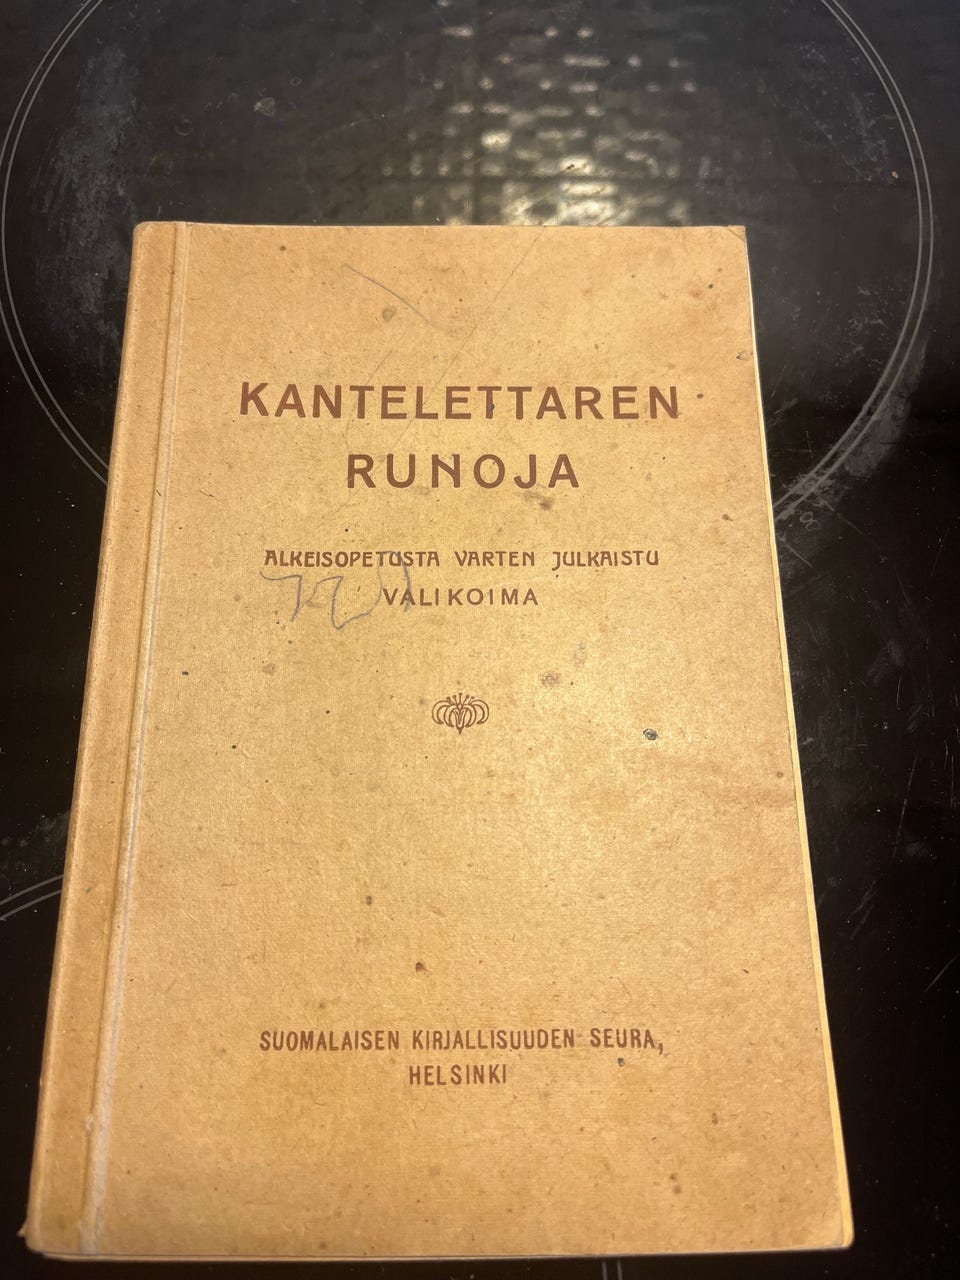 KANTELETTAREN
RUNOJA
ALKEISOPETUSTA VARTEN JULKAISTU
VALIKOIMA
SUOMALAISEN KIRJALLISUUDEN SEURA,
HELSINKI